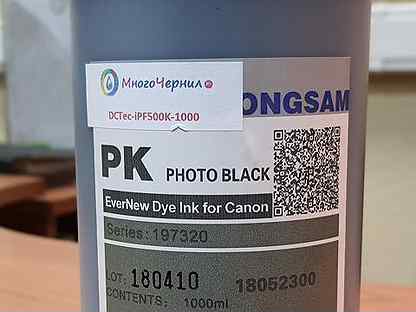 МногоЧернил.ру
DCTec-iPF500K-1000
ONGSAM
PK PHOTO BLACK
EverNew Dye Ink for Canon
Series: 197320
LOT: 180410 18052300
CONTENTS: 1000ml